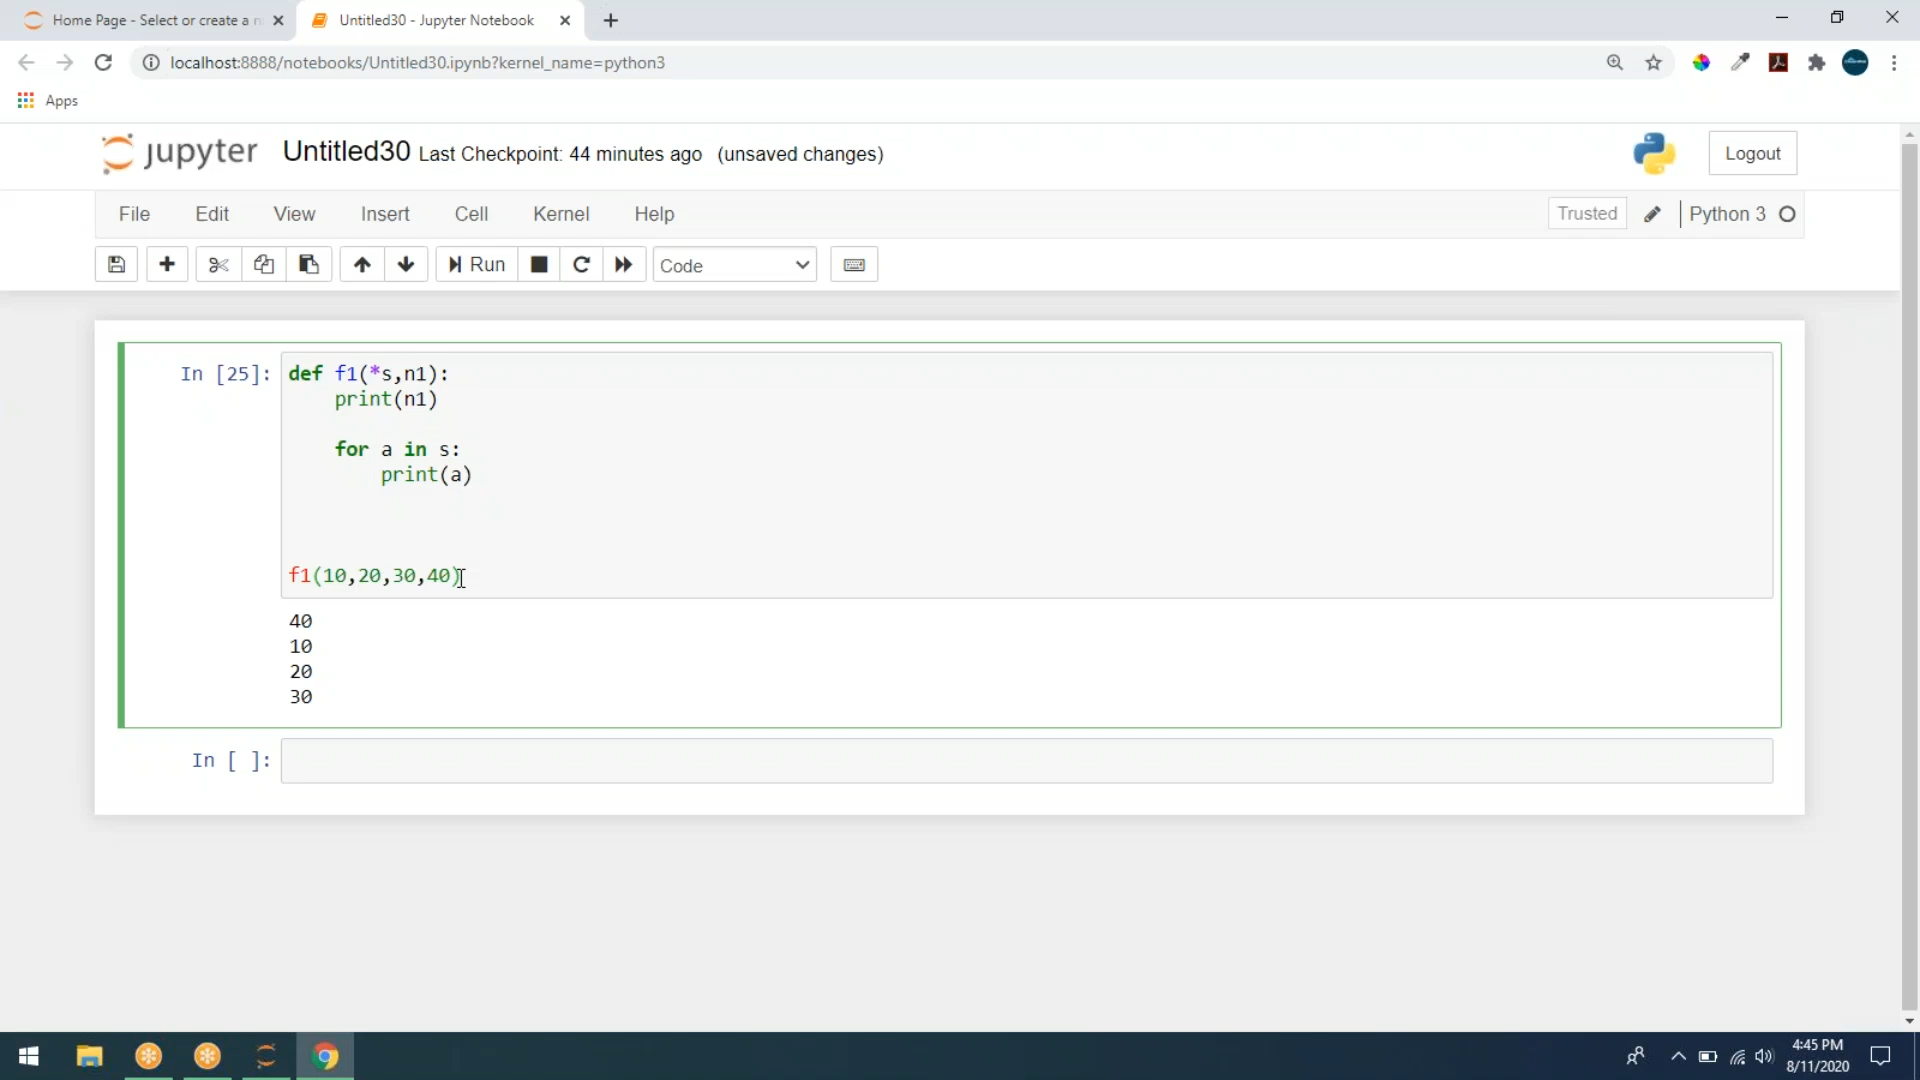 Home Page - Select or create a n
Untitled30 - Jupyter Notebook
localhost:8888/notebooks/Untitled30.ipynb?kernel_name=python3
Apps
jupyter Untitled30 Last Checkpoint: 44 minutes ago (unsaved changes)
Logout
File Edit View Insert Cell Kernel Help
Trusted Python 3
Run Code
In [25]: def f1(*s,n1):
print(n1)
for a in s:
print(a)
f1(10,20,30,40)
40
10
20
30
In [ ]:
4:45 PM
8/11/2020